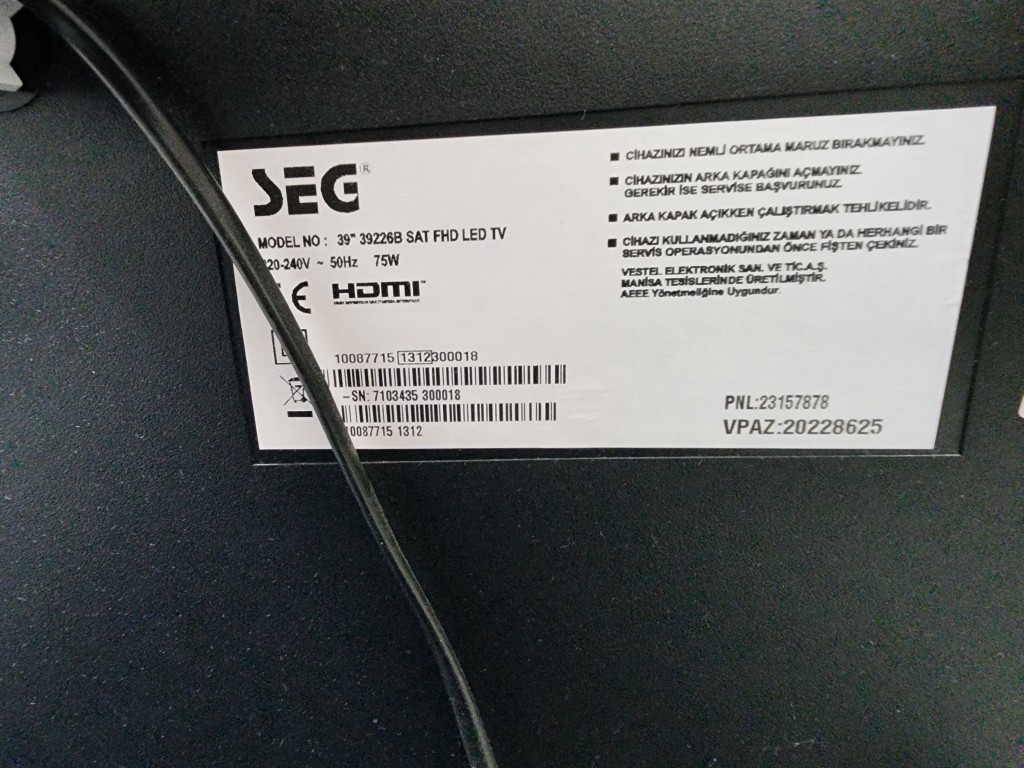 SEG®
MODEL NO : 39" 39226B SAT FHD LED TV
20-240V ~ 50Hz 75W
CE HDMI™
10087715 1312 300018
-SN: 7103435 300018
10087715 1312
■ CİHAZINIZI NEMLİ ORTAMA MARUZ BIRAKMAYINIZ.
■ CİHAZINIZIN ARKA KAPAĞINI AÇMAYINIZ.
GEREKİR İSE SERVİSE BAŞVURUNUZ.
■ ARKA KAPAK AÇIKKEN ÇALIŞTIRMAK TEHLİKELİDİR.
■ CİHAZI KULLANMADIĞINIZ ZAMAN YA DA HERHANGİ BİR
SERVİS OPERASYONUNDAN ÖNCE FİŞTEN ÇEKİNİZ.
VESTEL ELEKTRONİK SAN. VE TİC.A.Ş.
MANİSA TESİSLERİNDE ÜRETİLMİŞTİR.
AEEE Yönetmeliğine Uygundur.
PNL:23157878
VPAZ:20228625